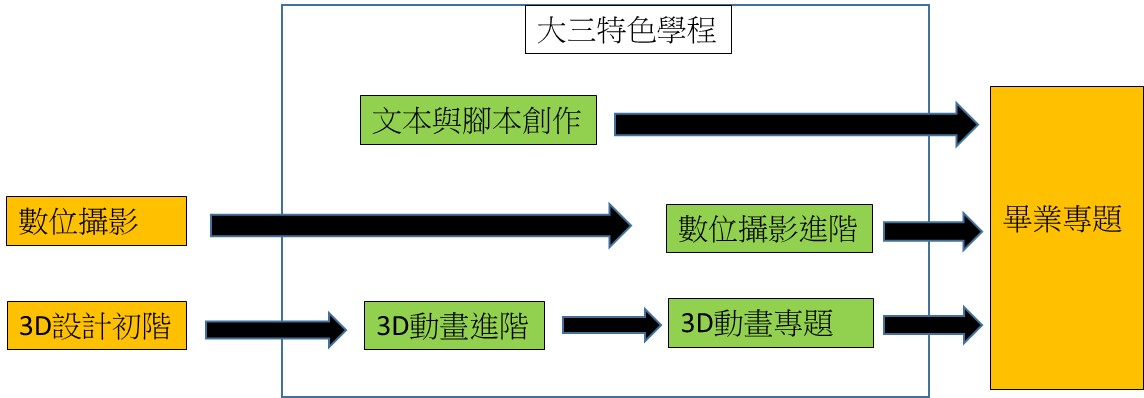 大三特色學程
文本與腳本創作
數位攝影
數位攝影進階
畢業專題
3D設計初階
3D動畫進階
3D動畫專題